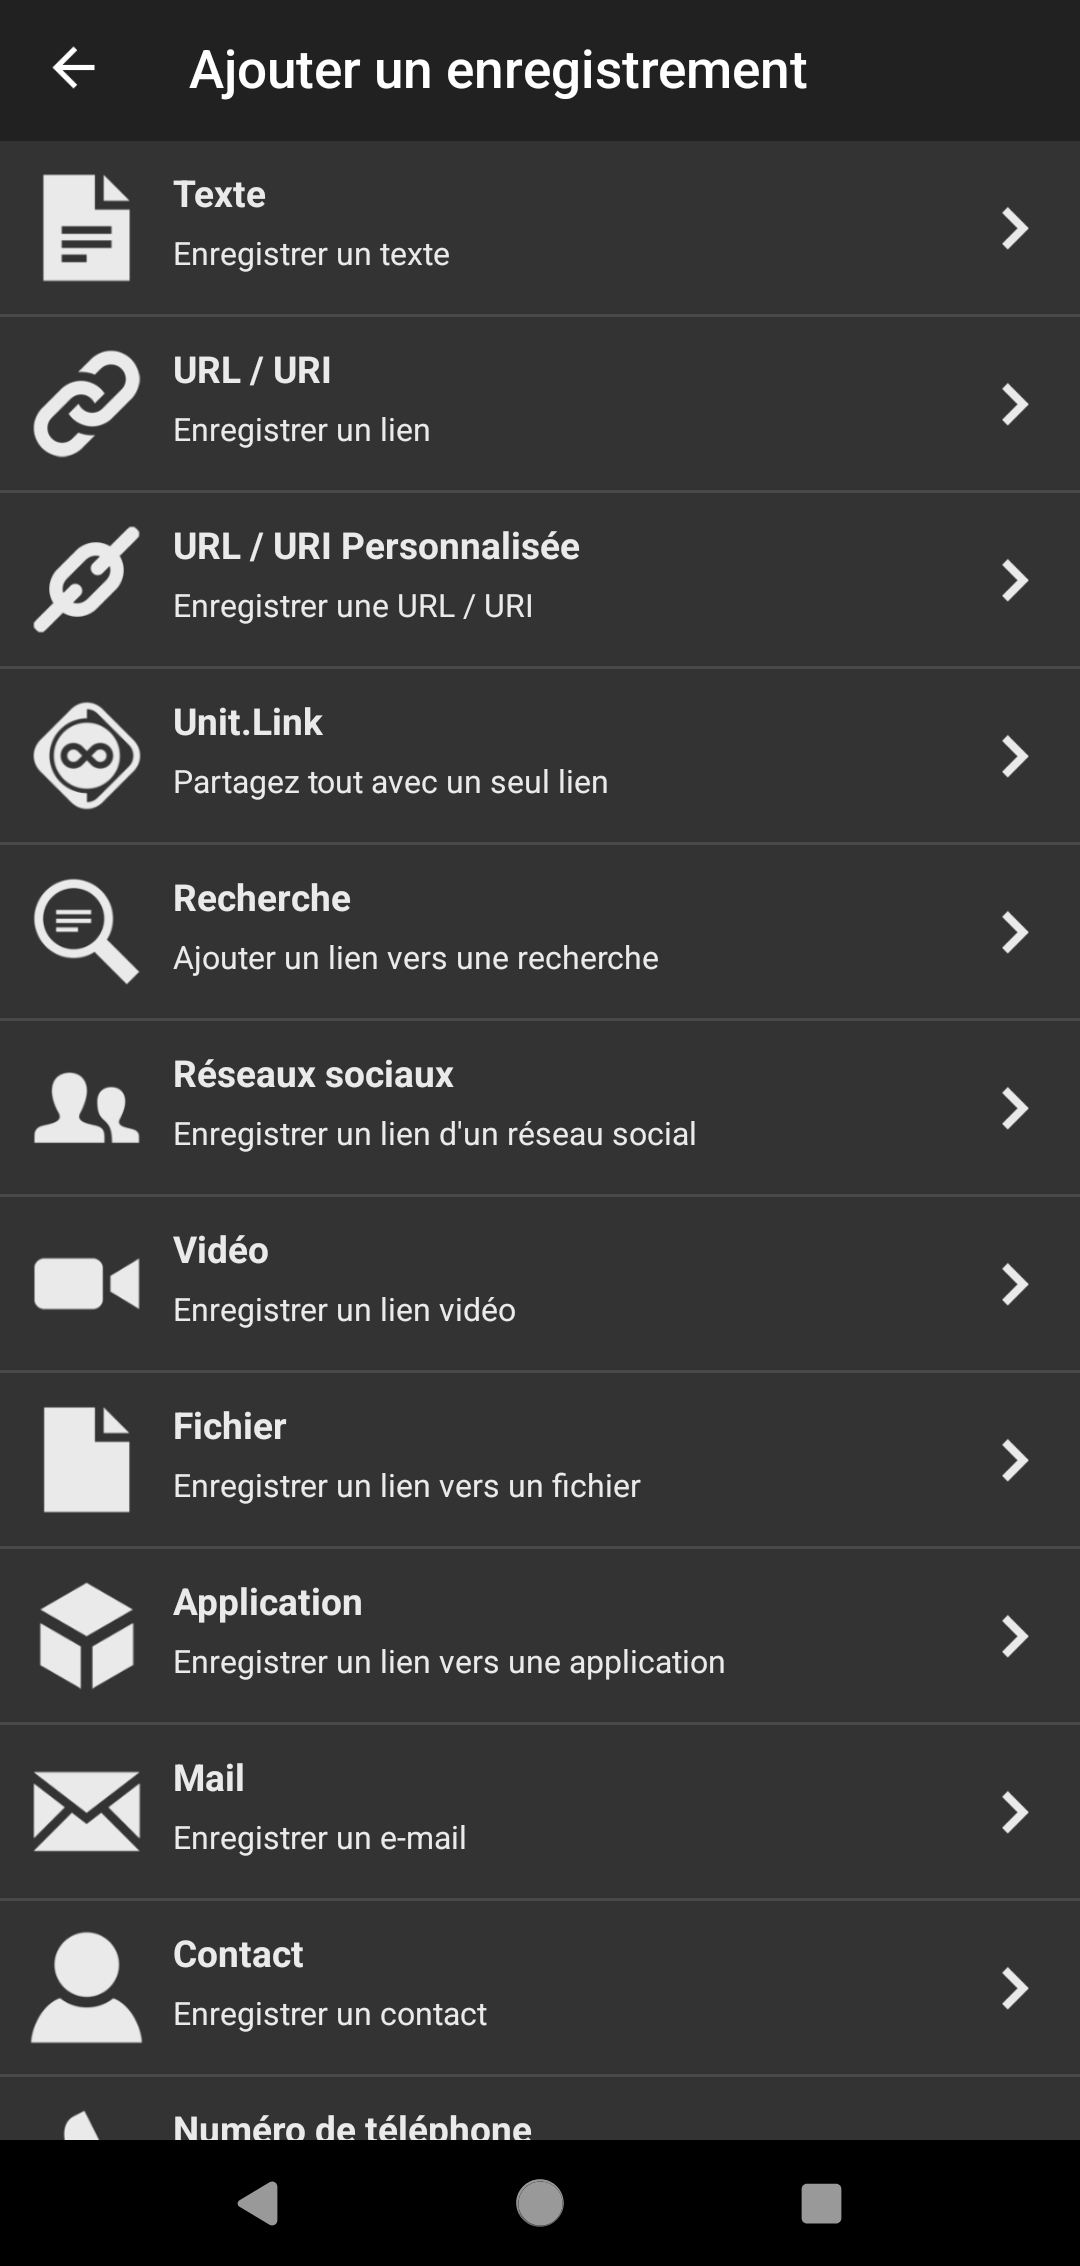 Ajouter un enregistrement
Texte
Enregistrer un texte
URL / URI
Enregistrer un lien
URL / URI Personnalisée
Enregistrer une URL / URI
Unit.Link
Partagez tout avec un seul lien
Recherche
Ajouter un lien vers une recherche
Réseaux sociaux
Enregistrer un lien d'un réseau social
Vidéo
Enregistrer un lien vidéo
Fichier
Enregistrer un lien vers un fichier
Application
Enregistrer un lien vers une application
Mail
Enregistrer un e-mail
Contact
Enregistrer un contact
Numéro de téléphone